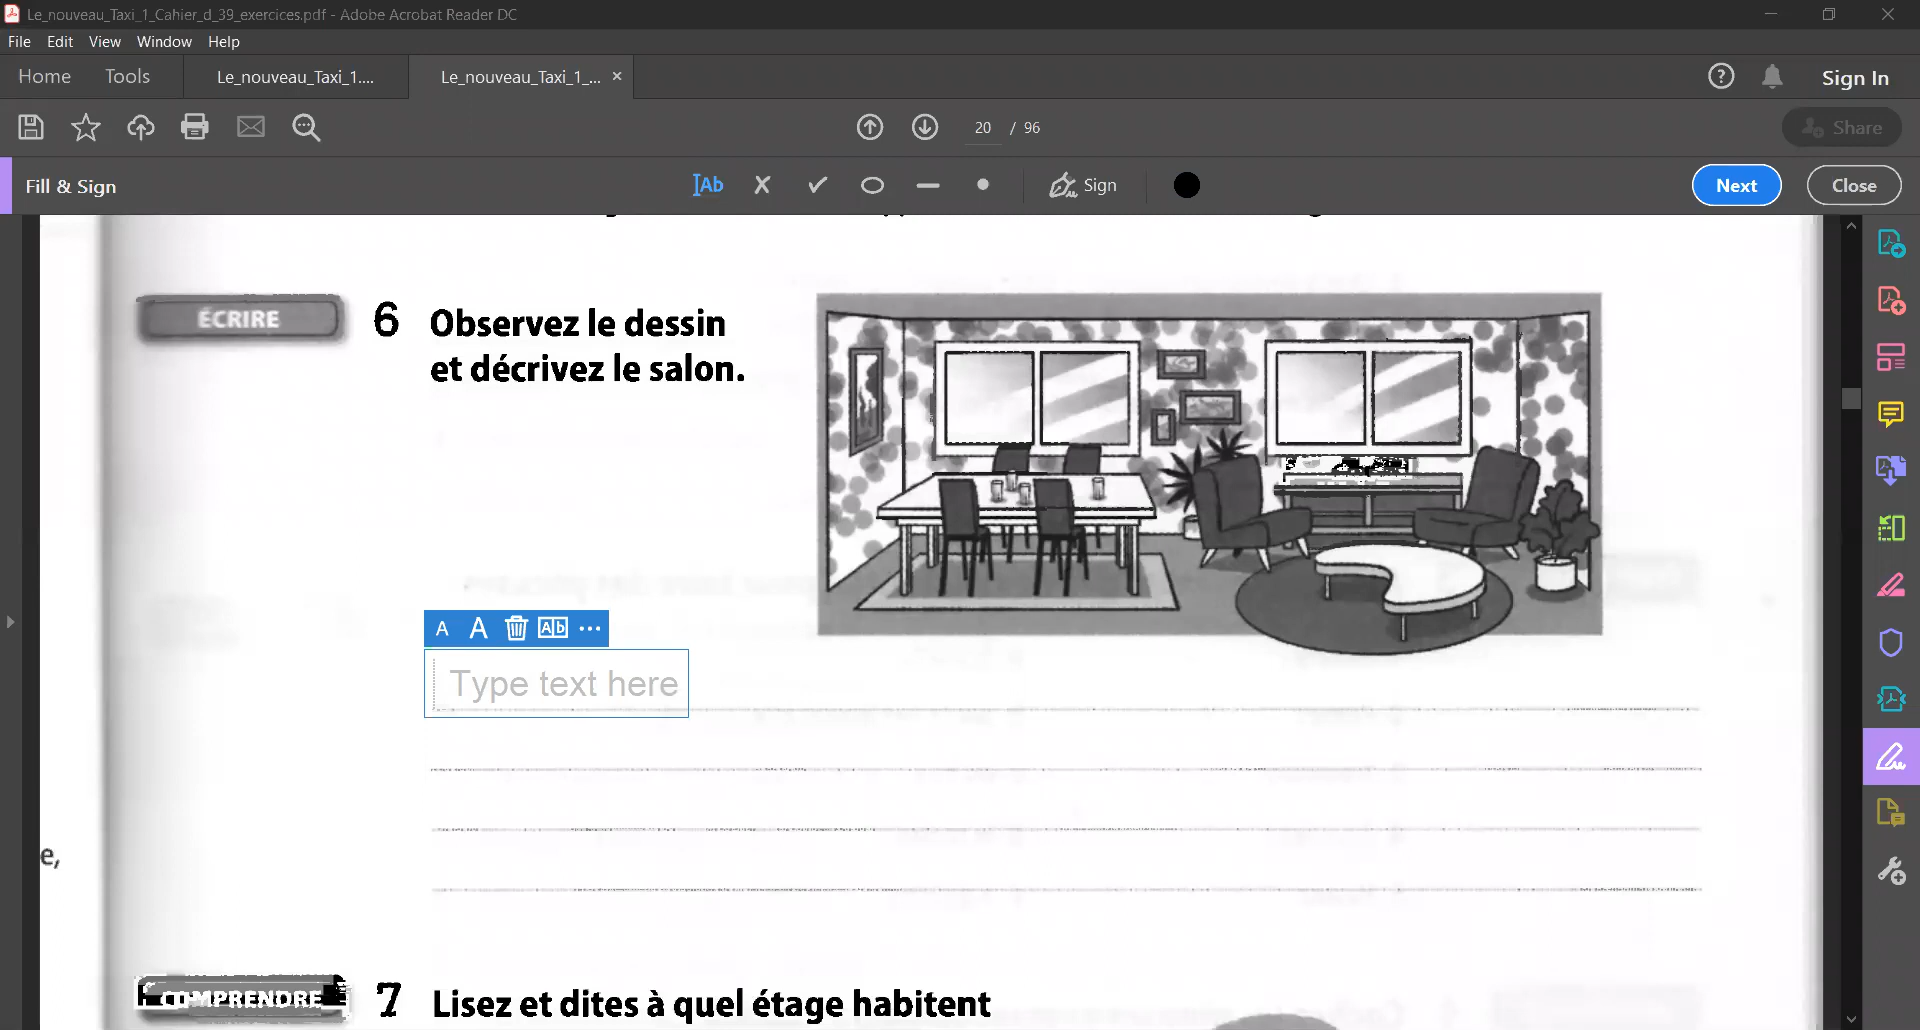 Le_nouveau_Taxi_1_Cahier_d_39_exercices.pdf - Adobe Acrobat Reader DC
File Edit View Window Help
Home Tools Le_nouveau_Taxi_1.... Le_nouveau_Taxi_1_... × ? Sign In
20 / 96 Share
Fill & Sign Ab Sign Next Close
ÉCRIRE 6 Observez le dessin
et décrivez le salon.
A A Ab ...
Type text here
e,
COMPRENDRE 7 Lisez et dites à quel étage habitent